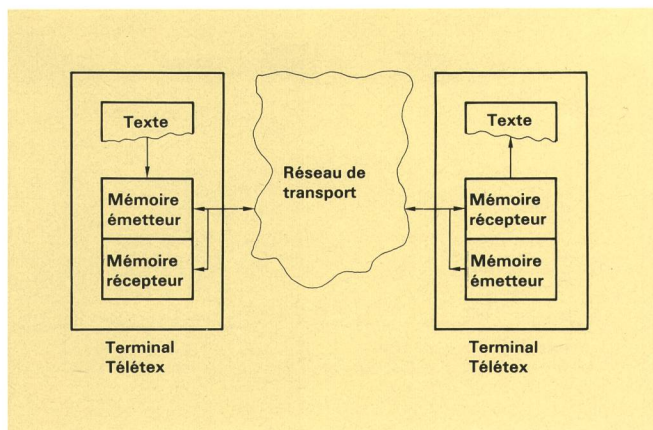 Texte
Mémoire
émetteur
Mémoire
récepteur
Terminal
Télétex
Réseau de
transport
Texte
Mémoire
récepteur
Mémoire
émetteur
Terminal
Télétex